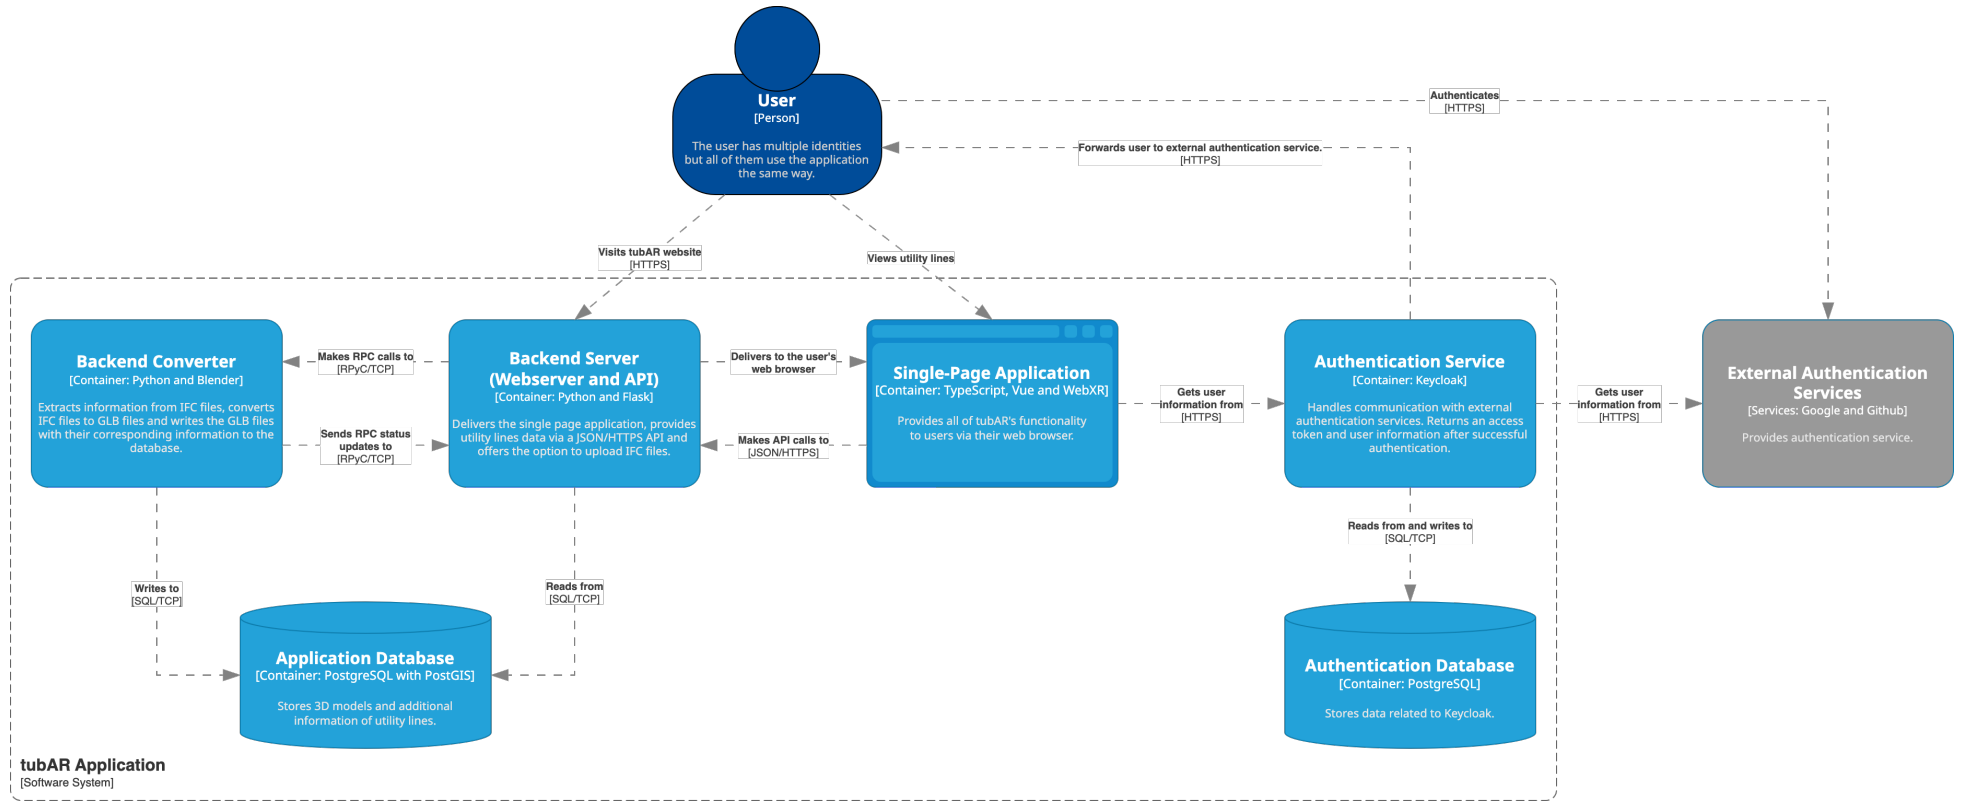 User
[Person]
The user has multiple identities
but all of them use the application
the same way.
Authenticates
[HTTPS]
Forwards user to external authentication service.
[HTTPS]
Visits tubAR website
[HTTPS]
Views utility lines
Backend Converter
[Container: Python and Blender]
Extracts information from IFC files, converts
IFC files to GLB files and writes the GLB files
with their corresponding information to the
database.
Makes RPC calls to
[RPyC/TCP]
Sends RPC status
updates to
[RPyC/TCP]
Backend Server
(Webserver and API)
[Container: Python and Flask]
Delivers the single page application, provides
utility lines data via a JSON/HTTPS API and
offers the option to upload IFC files.
Delivers to the user's
web browser
Makes API calls to
[JSON/HTTPS]
Single-Page Application
[Container: TypeScript, Vue and WebXR]
Provides all of tubAR's functionality
to users via their web browser.
Gets user
information from
[HTTPS]
Authentication Service
[Container: Keycloak]
Handles communication with external
authentication services. Returns an access
token and user information after successful
authentication.
Gets user
information from
[HTTPS]
External Authentication
Services
[Services: Google and Github]
Provides authentication service.
Writes to
[SQL/TCP]
Reads from
[SQL/TCP]
Reads from and writes to
[SQL/TCP]
Application Database
[Container: PostgreSQL with PostGIS]
Stores 3D models and additional
information of utility lines.
Authentication Database
[Container: PostgreSQL]
Stores data related to Keycloak.
tubAR Application
[Software System]